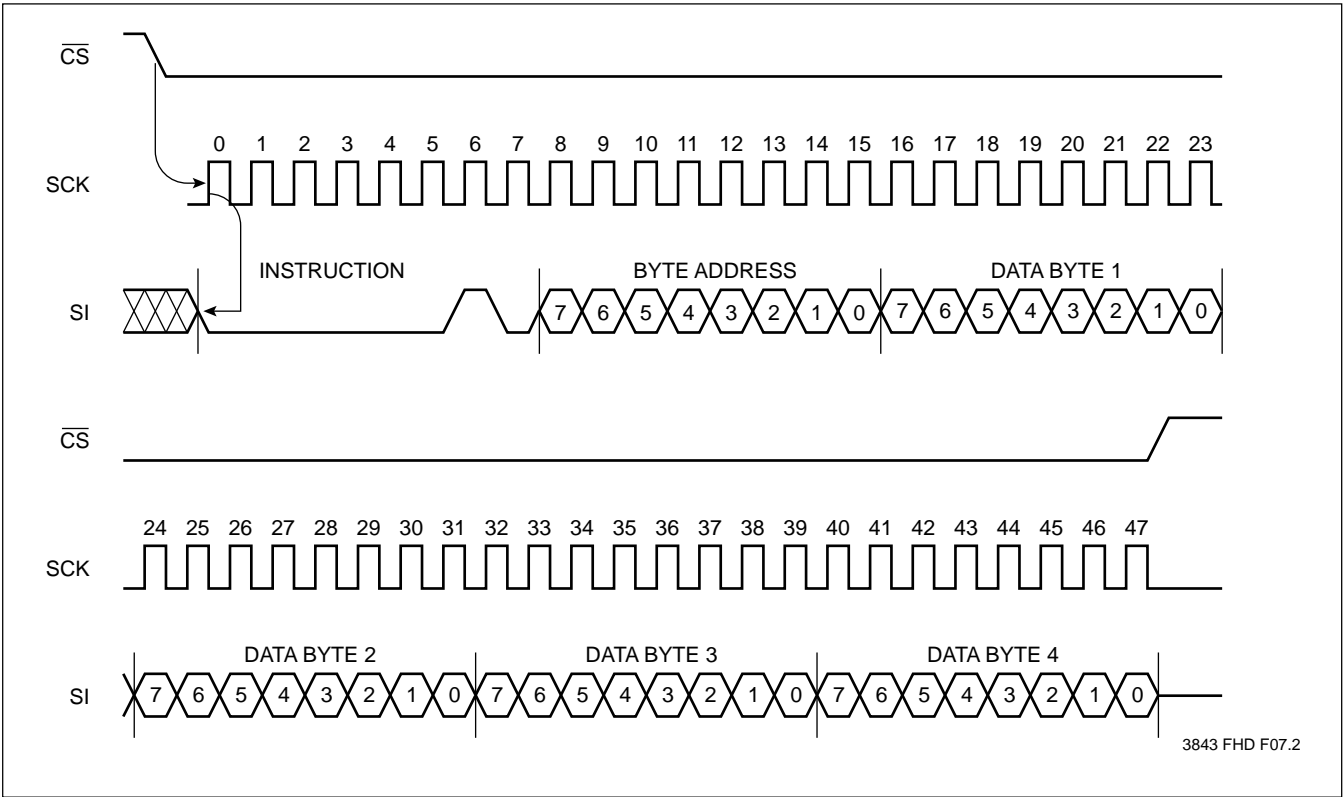 CS
0 1 2 3 4 5 6 7 8 9 10 11 12 13 14 15 16 17 18 19 20 21 22 23
SCK
INSTRUCTION BYTE ADDRESS DATA BYTE 1
SI 7 6 5 4 3 2 1 0 7 6 5 4 3 2 1 0
CS
24 25 26 27 28 29 30 31 32 33 34 35 36 37 38 39 40 41 42 43 44 45 46 47
SCK
DATA BYTE 2 DATA BYTE 3 DATA BYTE 4
SI 7 6 5 4 3 2 1 0 7 6 5 4 3 2 1 0 7 6 5 4 3 2 1 0
3843 FHD F07.2